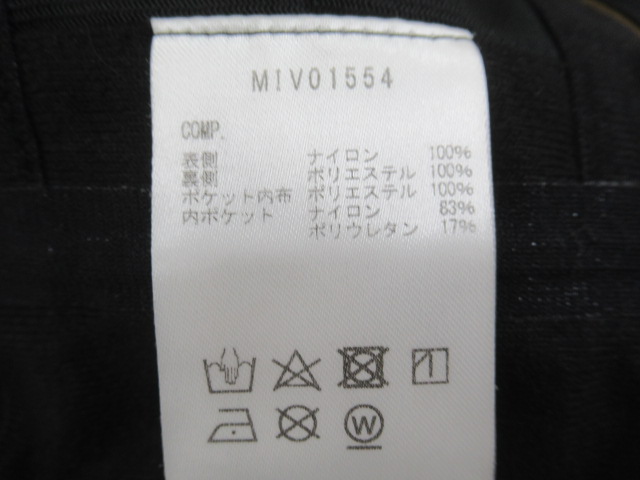 MIV01554
COMP.
表側 ナイロン 100%
裏側 ポリエステル 100%
ポケット内布 ポリエステル 100%
内ポケット ナイロン 83%
ポリウレタン 17%
W